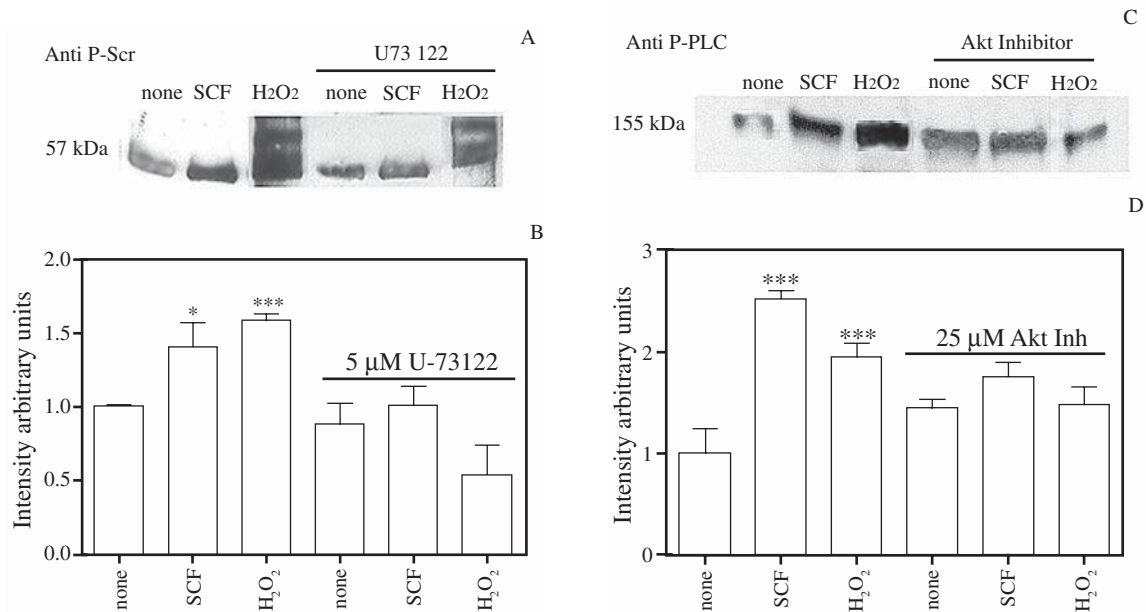 A
Anti P-Scr
U73 122
none SCF H2O2 none SCF H2O2
57 kDa
B
Intensity arbitrary units
2.0
1.5
1.0
0.5
0.0
*
***
5 μM U-73122
none SCF H2O2 none SCF H2O2
C
Anti P-PLC
Akt Inhibitor
none SCF H2O2 none SCF H2O2
155 kDa
D
Intensity arbitrary units
3
2
1
0
***
***
25 μM Akt Inh
none SCF H2O2 none SCF H2O2